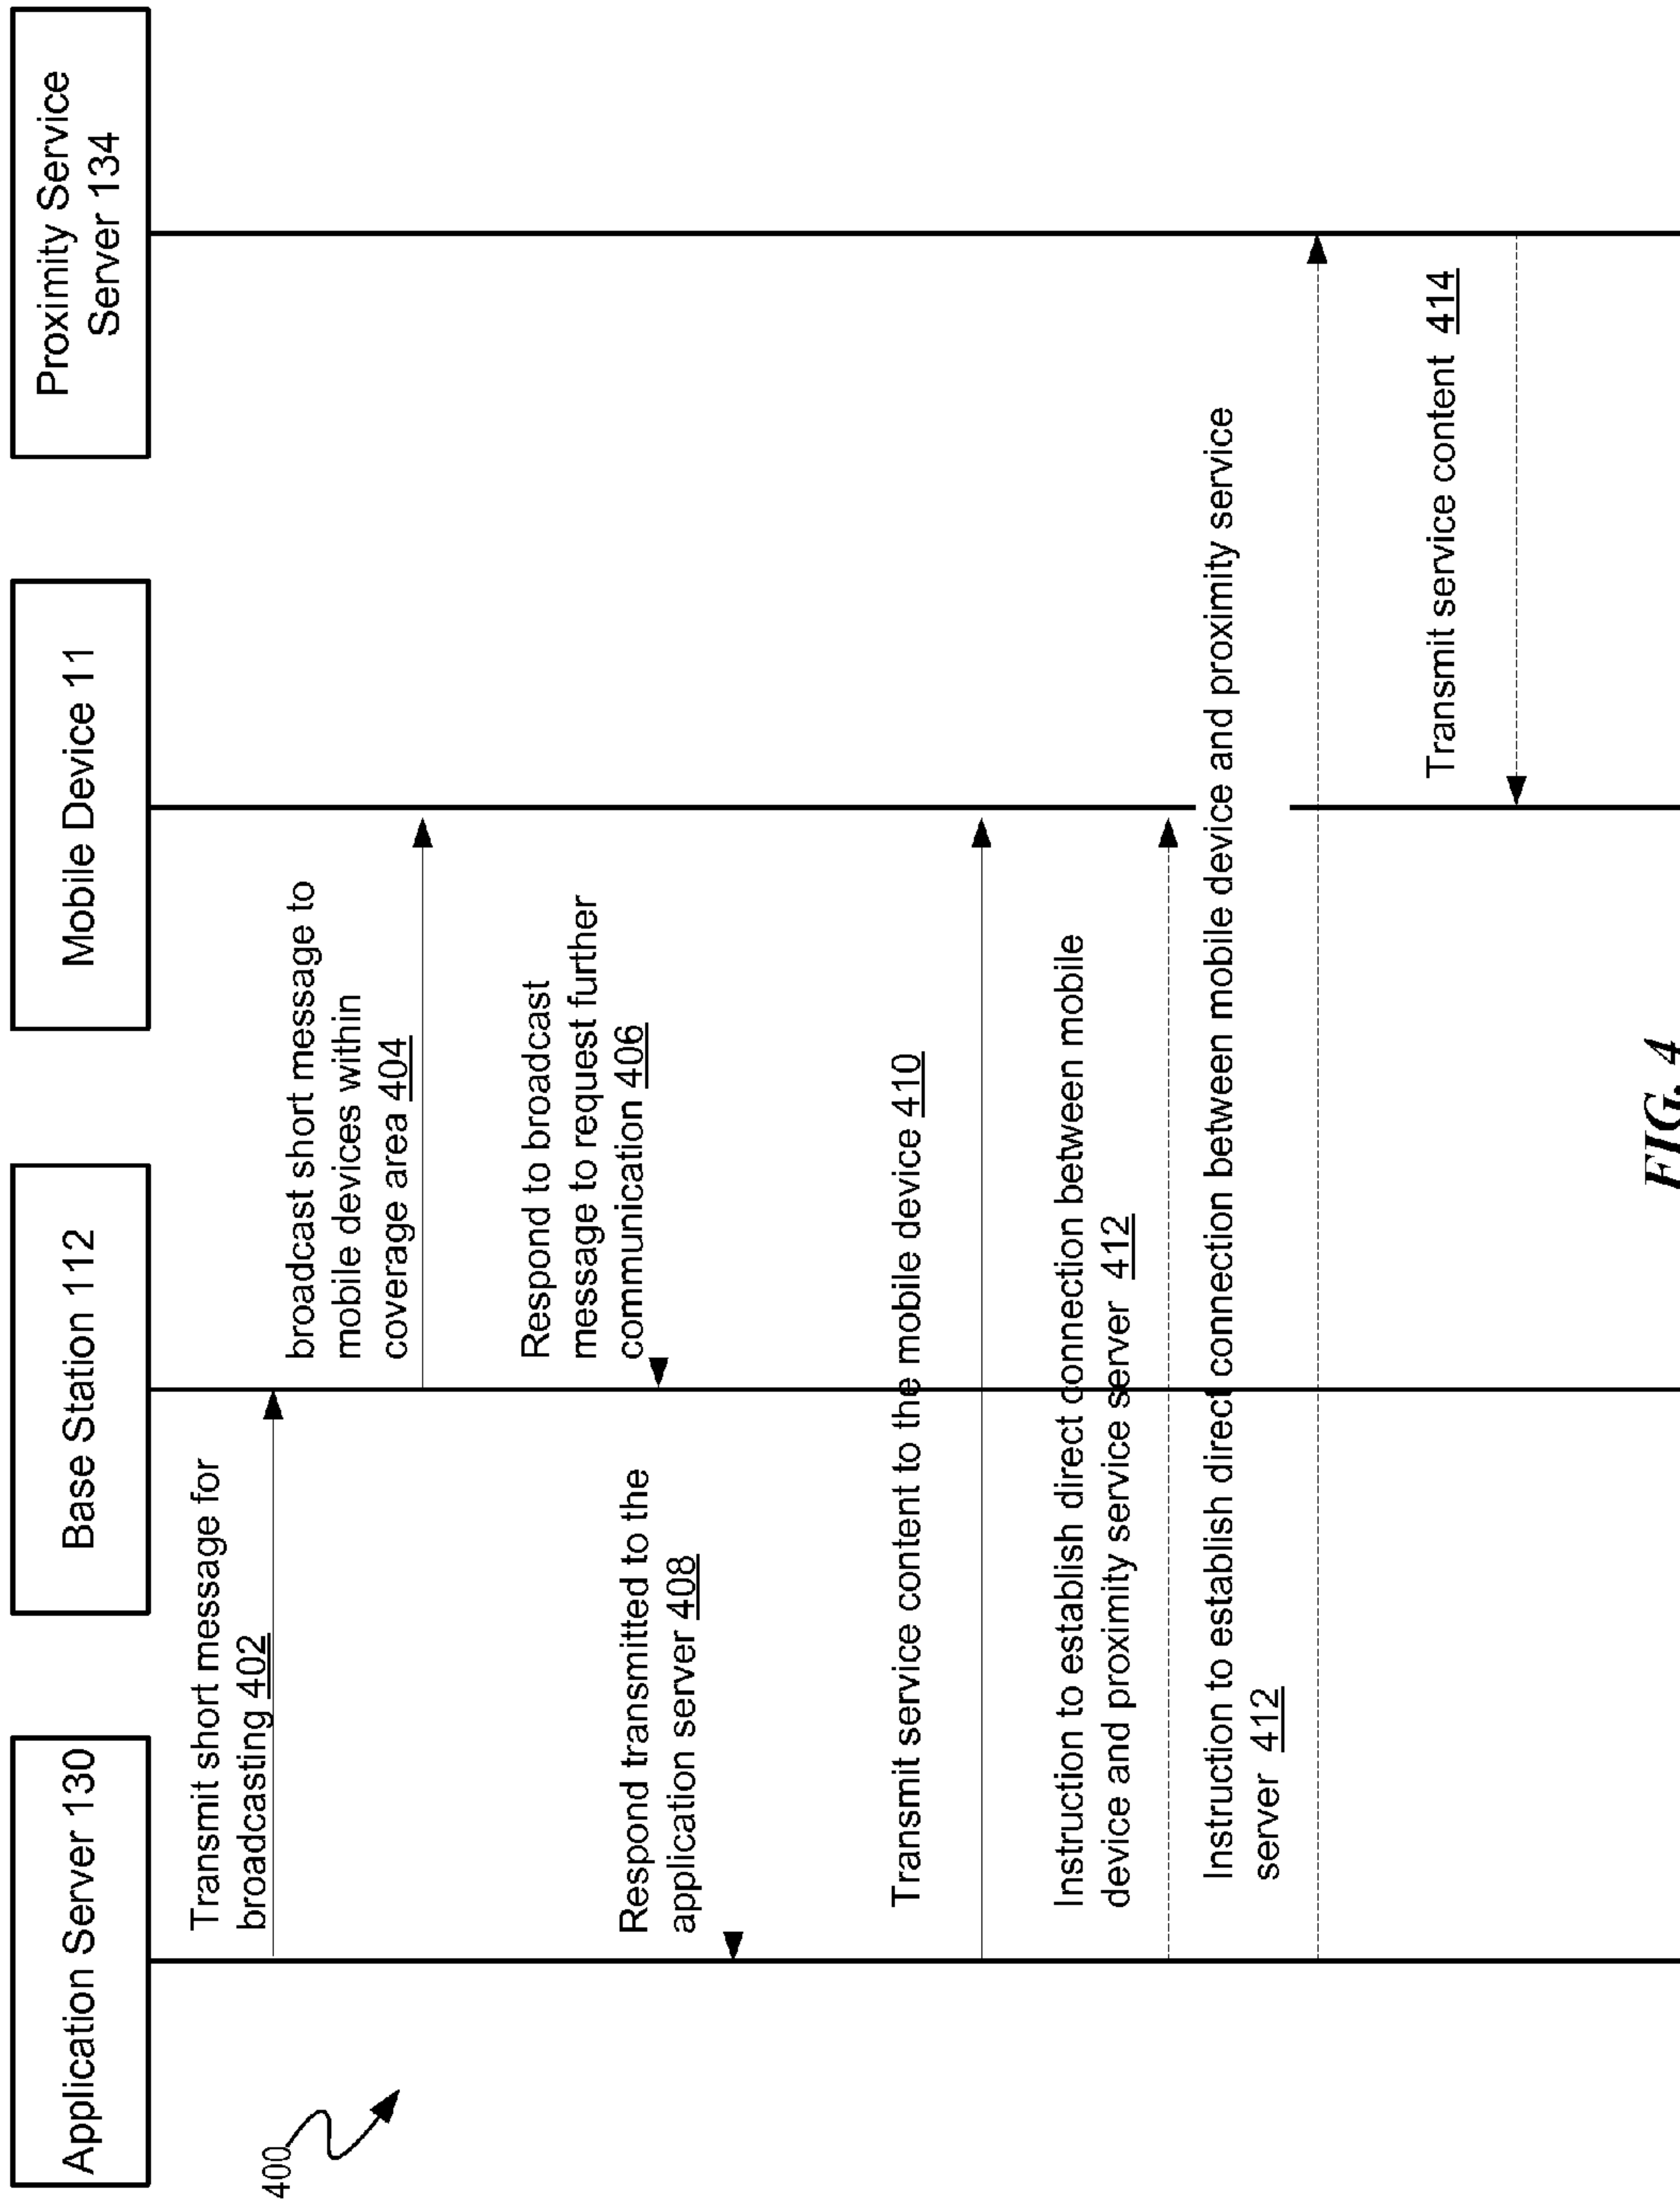 Application Server 130
Base Station 112
Mobile Device 11
Proximity Service
Server 134
400
Transmit short message for
broadcasting 402
broadcast short message to
mobile devices within
coverage area 404
Respond to broadcast
message to request further
communication 406
Respond transmitted to the
application server 408
Transmit service content to the mobile device 410
Instruction to establish direct connection between mobile
device and proximity service server 412
Instruction to establish direct connection between mobile device and proximity service
server 412
Transmit service content 414
FIG. 4